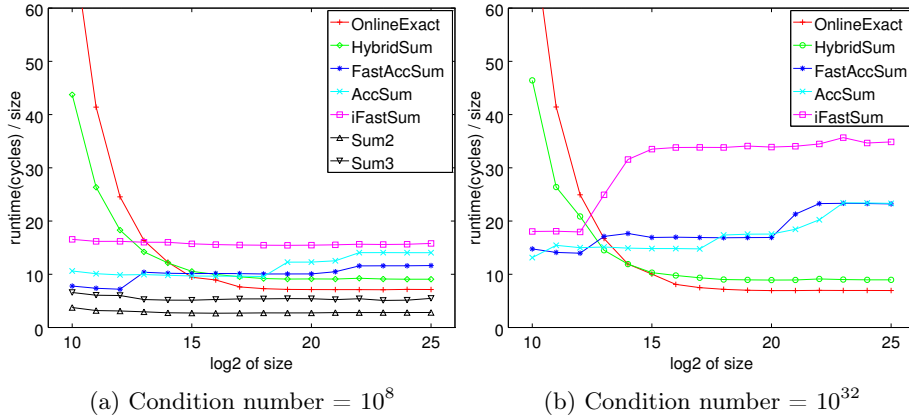 60
50
40
30
20
10
0
runtime(cycles) / size
10
15
20
25
log2 of size
OnlineExact
HybridSum
FastAccSum
AccSum
iFastSum
Sum2
Sum3
(a) Condition number = 10^8
60
50
40
30
20
10
0
runtime(cycles) / size
10
15
20
25
log2 of size
OnlineExact
HybridSum
FastAccSum
AccSum
iFastSum
(b) Condition number = 10^32